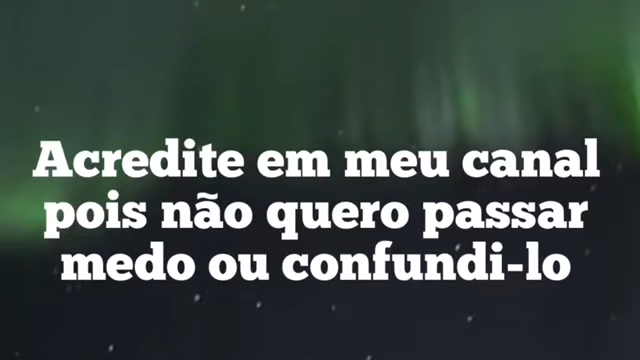 Acredite em meu canal
pois não quero passar
medo ou confundi-lo